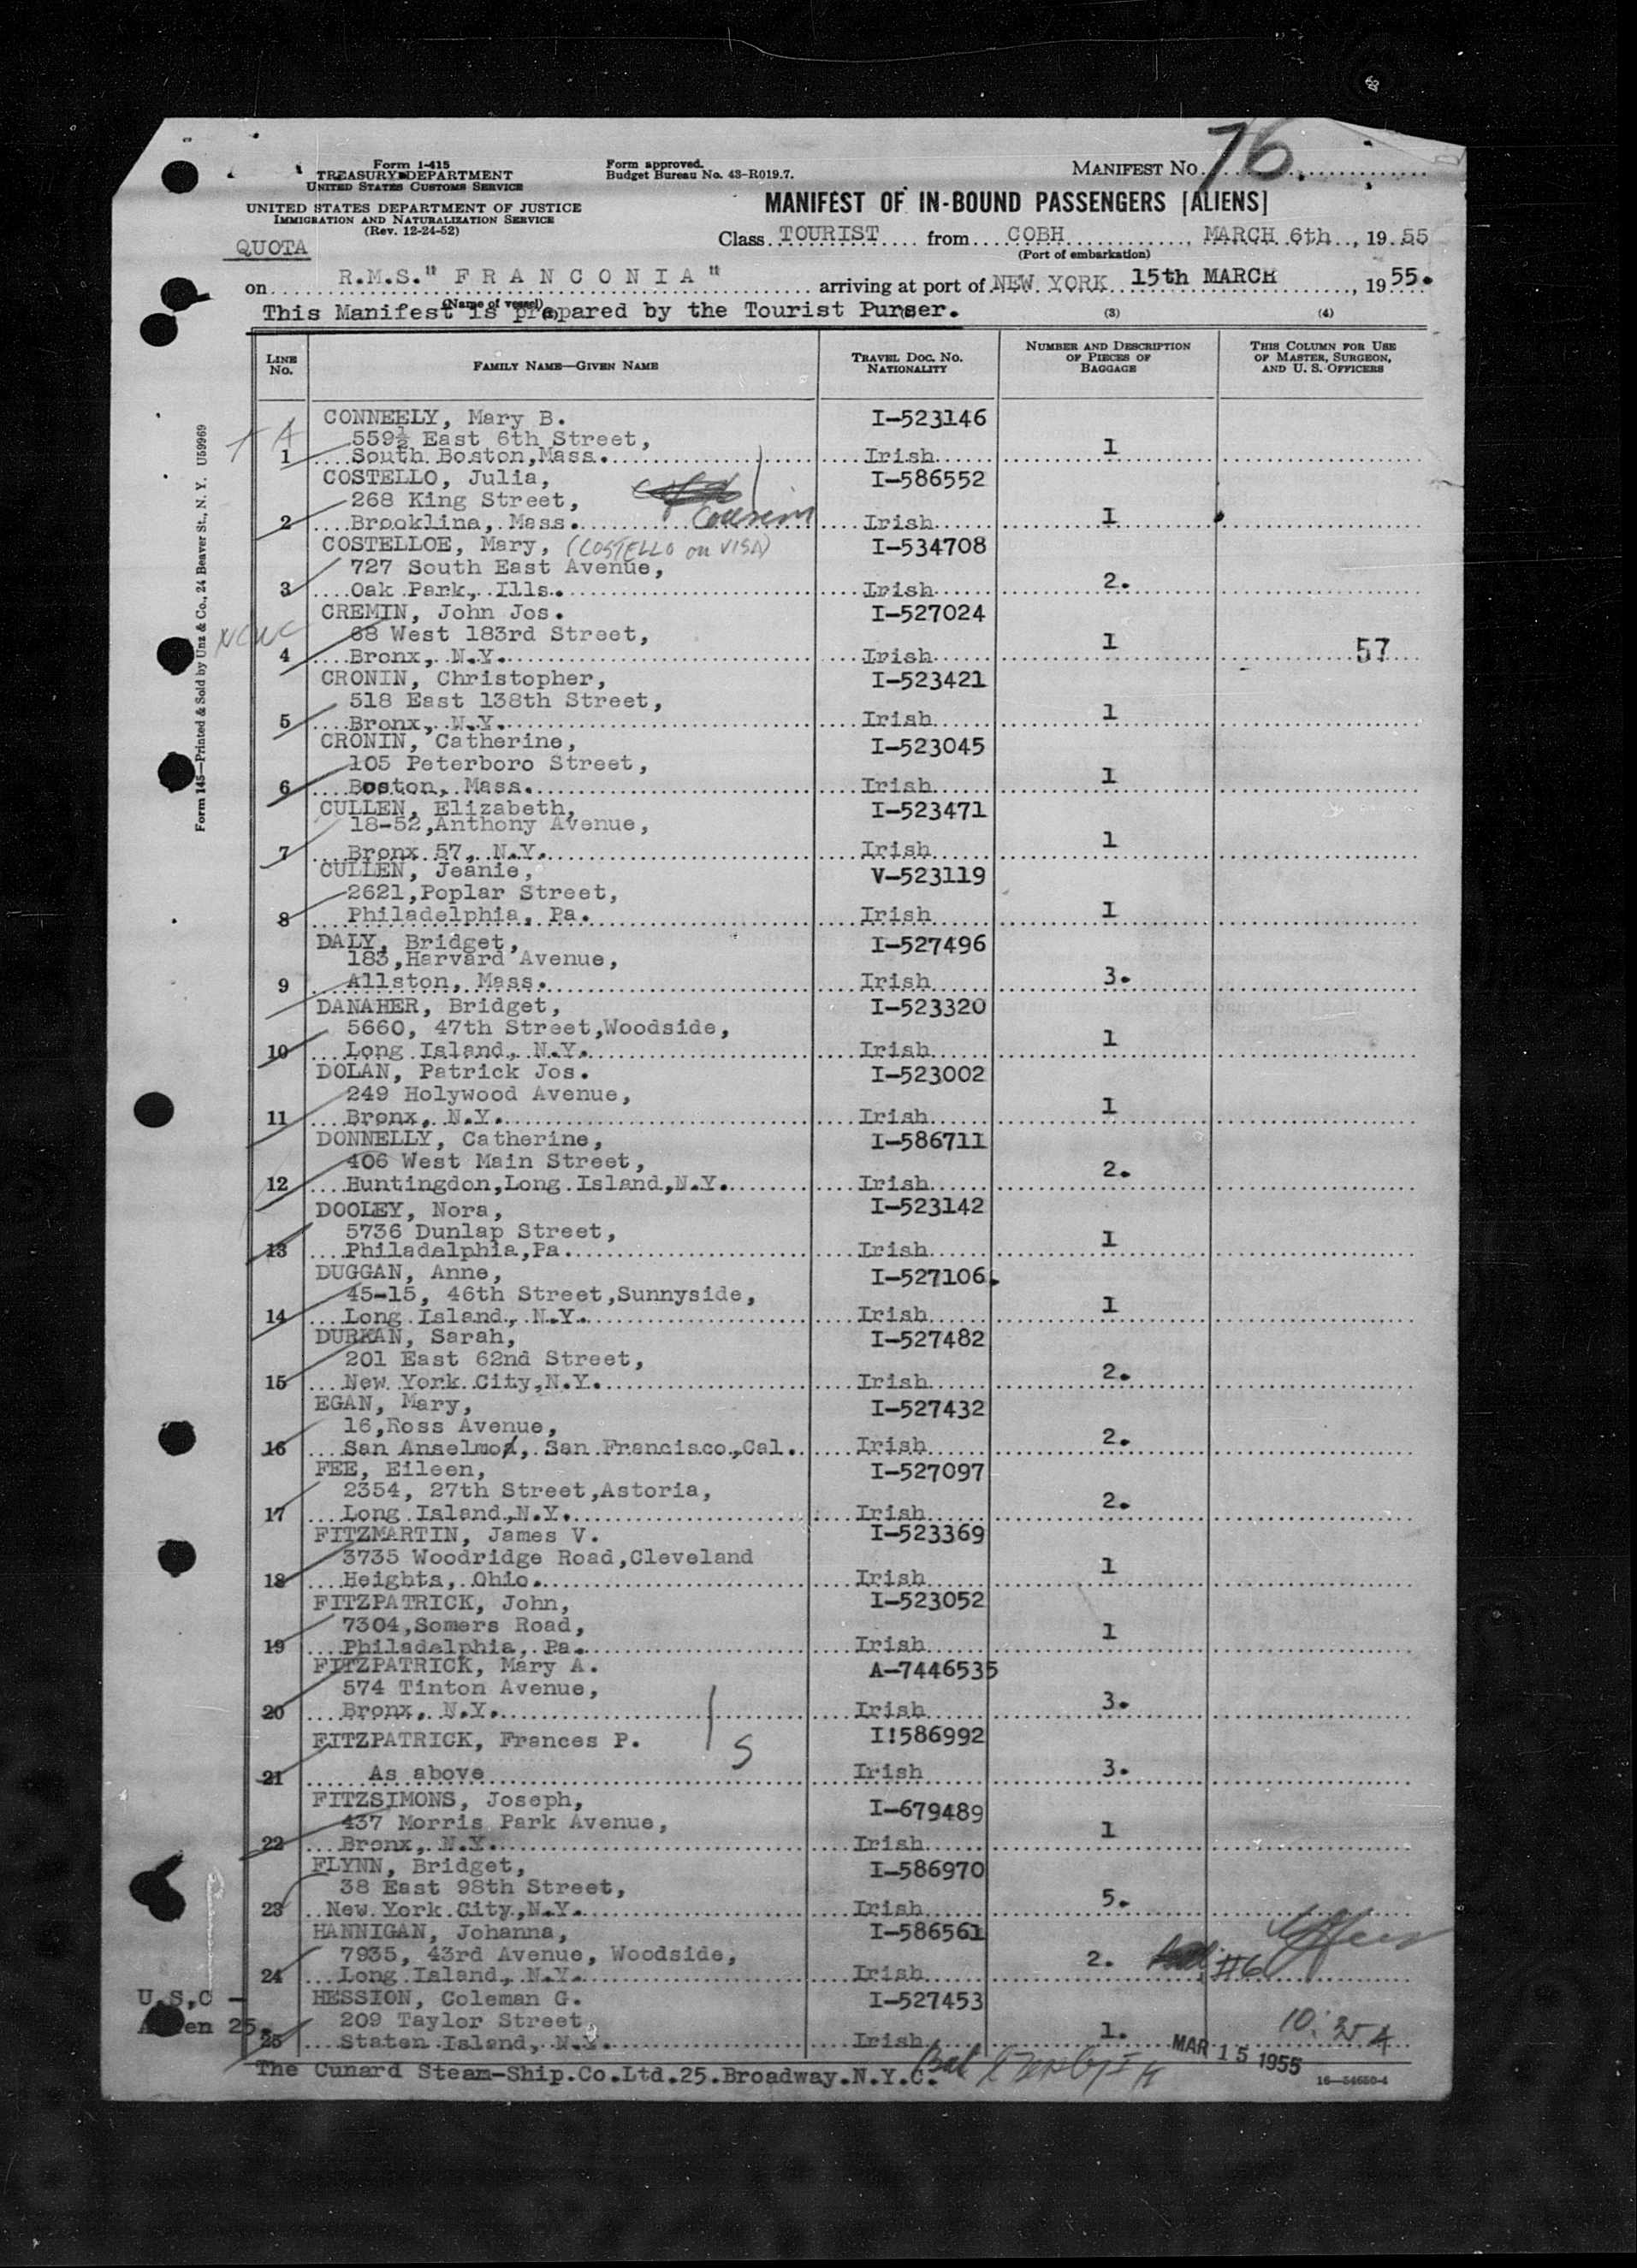 76.
Form I-415
TREASURY DEPARTMENT
UNITED STATES CUSTOMS SERVICE
Form approved.
Budget Bureau No. 43-R019.7.
MANIFEST NO.
UNITED STATES DEPARTMENT OF JUSTICE
IMMIGRATION AND NATURALIZATION SERVICE
(Rev. 12-24-52)
MANIFEST OF IN-BOUND PASSENGERS [ALIENS]
QUOTA
Class TOURIST from COBH, MARCH 6th, 1955
(Port of embarkation)
on R.M.S." F R A N C O N I A " arriving at port of NEW YORK 15th MARCH, 1955.
(Name of vessel)
This Manifest is prepared by the Tourist Purser. (3) (4)
LINE No. FAMILY NAME—GIVEN NAME TRAVEL DOC. NO. NATIONALITY NUMBER AND DESCRIPTION OF PIECES OF BAGGAGE THIS COLUMN FOR USE OF MASTER, SURGEON, AND U. S. OFFICERS
Form 145—Printed & Sold by Unz & Co., 24 Beaver St., N. Y. U59969
CONNEELY, Mary B. I-523146
559½ East 6th Street,
1 South Boston,Mass. Irish 1
COSTELLO, Julia, I-586552
268 King Street,
2 Brooklina, Mass. Cousin Irish 1
COSTELLOE, Mary, (COSTELLO on VISA) I-534708
727 South East Avenue,
3 Oak Park, Ills. Irish 2.
CREMIN, John Jos. I-527024
68 West 183rd Street,
4 Bronx, N.Y. Irish 1 57
CRONIN, Christopher, I-523421
518 East 138th Street,
5 Bronx, N.Y. Irish 1
CRONIN, Catherine, I-523045
105 Peterboro Street,
6 Boston, Mass. Irish 1
CULLEN, Elizabeth, I-523471
18-52,Anthony Avenue,
7 Bronx 57, N.Y. Irish 1
CULLEN, Jeanie, V-523119
2621,Poplar Street,
8 Philadelphia, Pa. Irish 1
DALY, Bridget, I-527496
183,Harvard Avenue,
9 Allston, Mass. Irish 3.
DANAHER, Bridget, I-523320
5660, 47th Street,Woodside,
10 Long Island, N.Y. Irish 1
DOLAN, Patrick Jos. I-523002
249 Holywood Avenue,
11 Bronx, N.Y. Irish 1
DONNELLY, Catherine, I-586711
406 West Main Street,
12 Huntingdon,Long Island,N.Y. Irish 2.
DOOLEY, Nora, I-523142
5736 Dunlap Street,
13 Philadelphia,Pa. Irish 1
DUGGAN, Anne, I-527106.
45-15, 46th Street,Sunnyside,
14 Long Island, N.Y. Irish 1
DURKAN, Sarah, I-527482
201 East 62nd Street,
15 New York City,N.Y. Irish 2.
EGAN, Mary, I-527432
16,Ross Avenue,
16 San Anselmo, San Francisco,Cal. Irish 2.
FEE, Eileen, I-527097
2354, 27th Street,Astoria,
17 Long Island,N.Y. Irish 2.
FITZMARTIN, James V. I-523369
3735 Woodridge Road,Cleveland
18 Heights, Ohio. Irish 1
FITZPATRICK, John, I-523052
7304,Somers Road,
19 Philadelphia, Pa. Irish 1
FITZPATRICK, Mary A. A-7446535
574 Tinton Avenue,
20 Bronx, N.Y. Irish 3.
FITZPATRICK, Frances P. S I!586992
21 As above Irish 3.
FITZSIMONS, Joseph, I-679489
437 Morris Park Avenue,
22 Bronx, N.Y. Irish 1
FLYNN, Bridget, I-586970
38 East 98th Street,
23 New York City,N.Y. Irish 5.
HANNIGAN, Johanna, I-586561
7935, 43rd Avenue, Woodside,
24 Long Island, N.Y. Irish 2.
U.S,C - HESSION, Coleman G. I-527453
Alien 25. 209 Taylor Street,
25 Staten Island, N.Y. Irish 1.
MAR 15 1955
The Cunard Steam-Ship.Co.Ltd.25.Broadway.N.Y.C.
16—54650-4